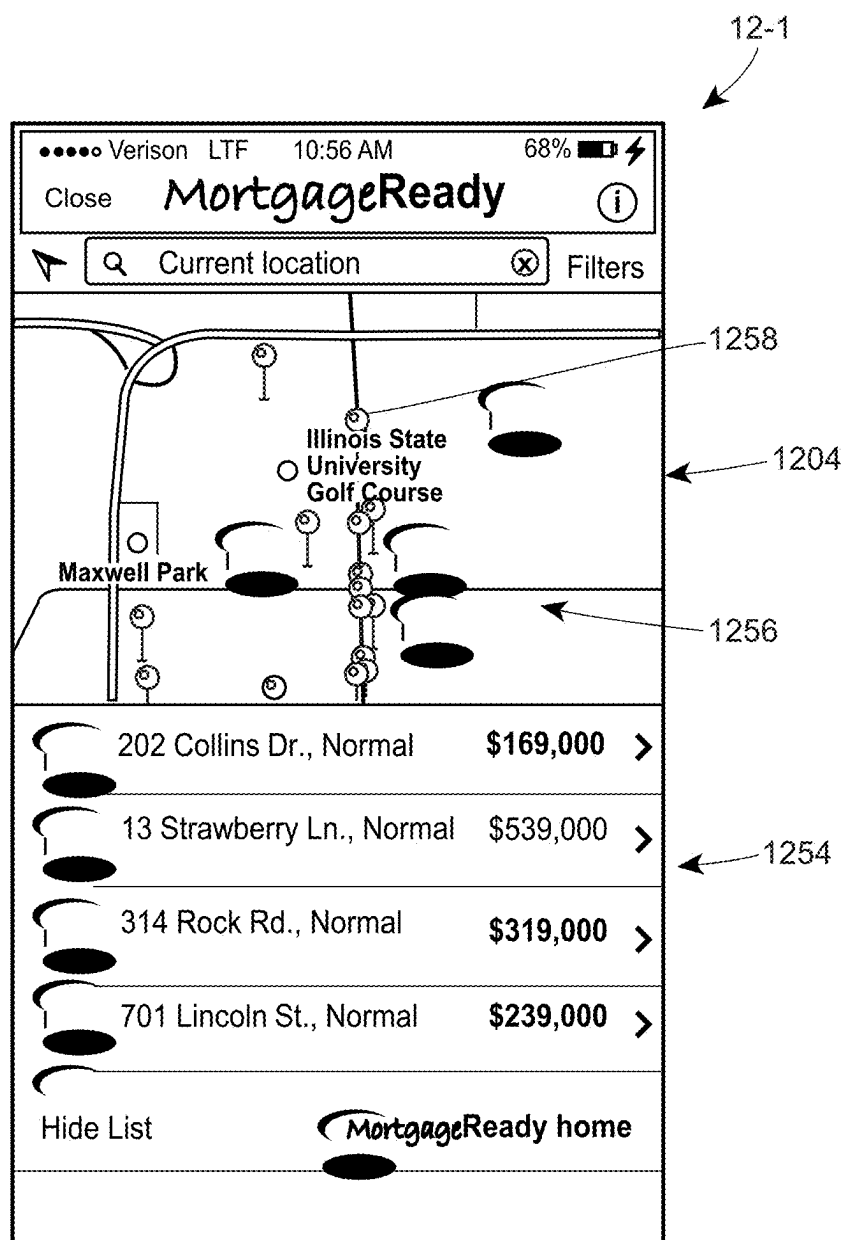 12-1
Verison LTF 10:56 AM 68%
Close MortgageReady i
Current location x Filters
1258
Illinois State
University
Golf Course
1204
Maxwell Park
1256
202 Collins Dr., Normal $169,000
13 Strawberry Ln., Normal $539,000
1254
314 Rock Rd., Normal $319,000
701 Lincoln St., Normal $239,000
Hide List MortgageReady home